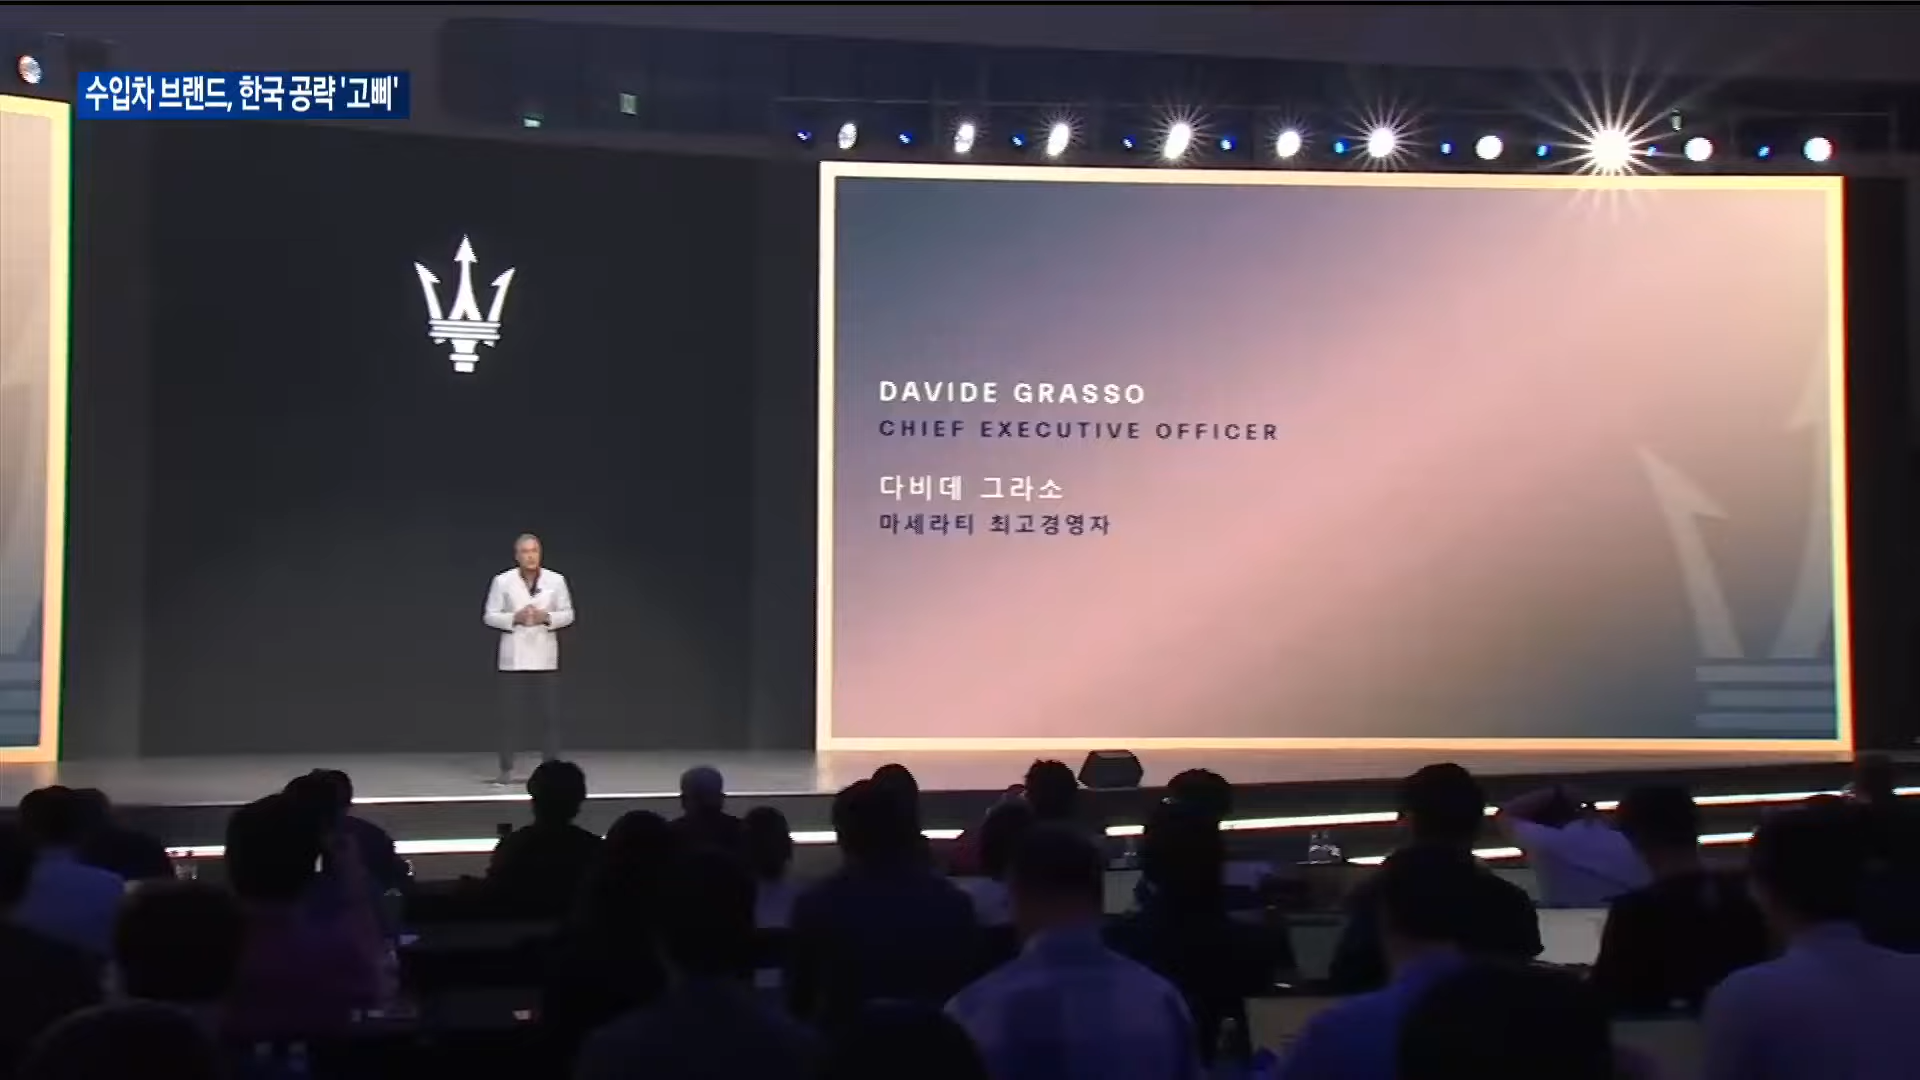 수입차 브랜드, 한국 공략 '고삐'
DAVIDE GRASSO
CHIEF EXECUTIVE OFFICER
다비데 그라소
마세라티 최고경영자